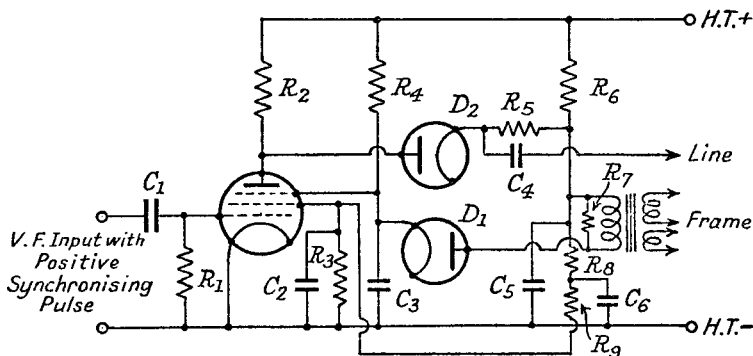 H.T.+
R2
R4
R6
D2
R5
C4
Line
C1
R7
Frame
D1
V.F. Input with
Positive
Synchronising
Pulse
R1
C2
R3
C3
C5
R8
C6
R9
H.T.-